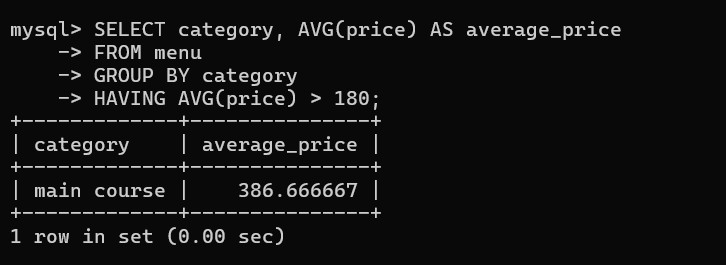 mysql> SELECT category, AVG(price) AS average_price
    -> FROM menu
    -> GROUP BY category
    -> HAVING AVG(price) > 180;
+-------------+---------------+
| category    | average_price |
+-------------+---------------+
| main course |    386.666667 |
+-------------+---------------+
1 row in set (0.00 sec)